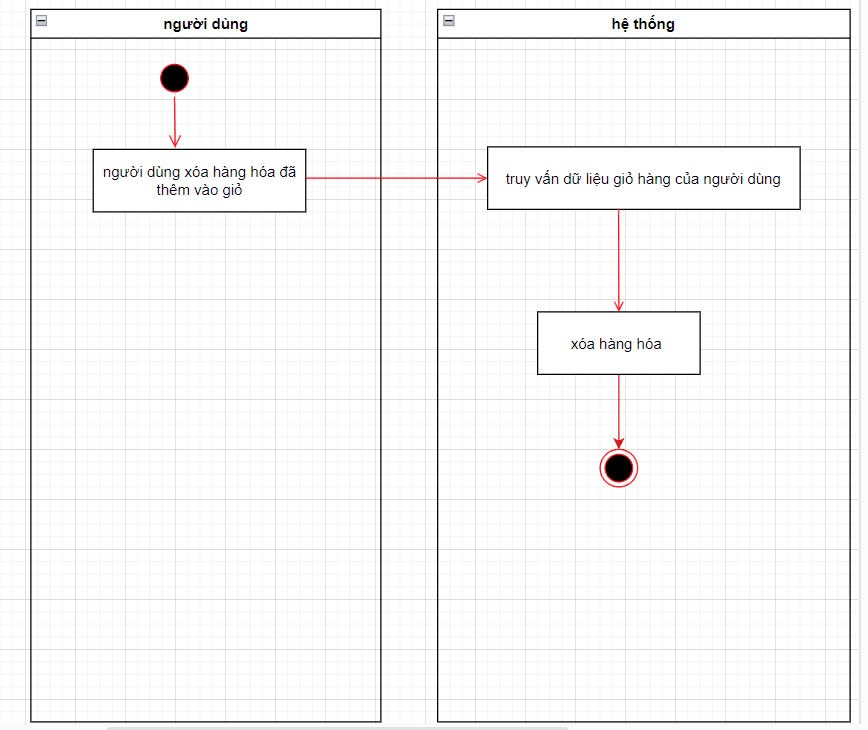 người dùng
hệ thống
người dùng xóa hàng hóa đã
thêm vào giỏ
truy vấn dữ liệu giỏ hàng của người dùng
xóa hàng hóa